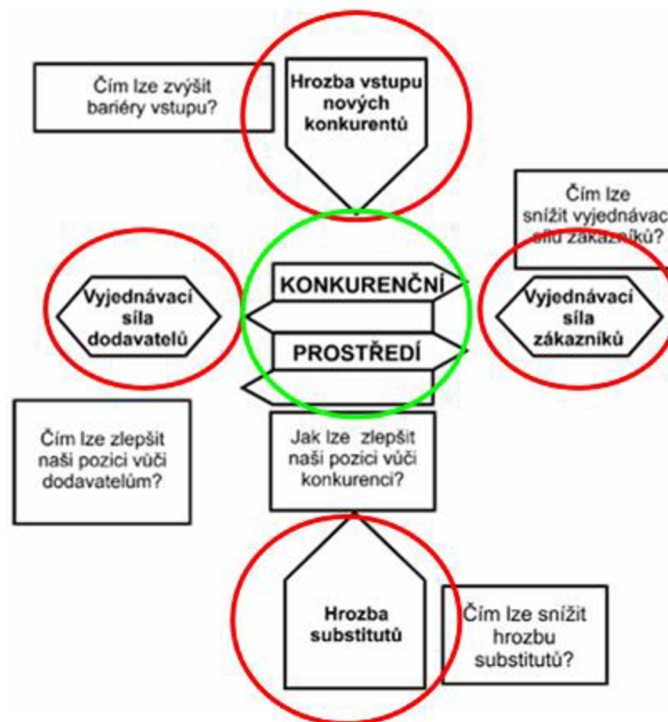 Čím lze zvýšit
bariéry vstupu?
Hrozba vstupu
nových
konkurentů
Čím lze
snížit vyjednávac
sílu zákazníků?
Vyjednávací
síla
dodavatelů
KONKURENČNÍ
PROSTŘEDÍ
Vyjednávací
síla
zákazníků
Čím lze zlepšit
naši pozici vůči
dodavatelům?
Jak lze zlepšit
naši pozici vůči
konkurenci?
Hrozba
substitutů
Čím lze snížit
hrozbu
substitutů?